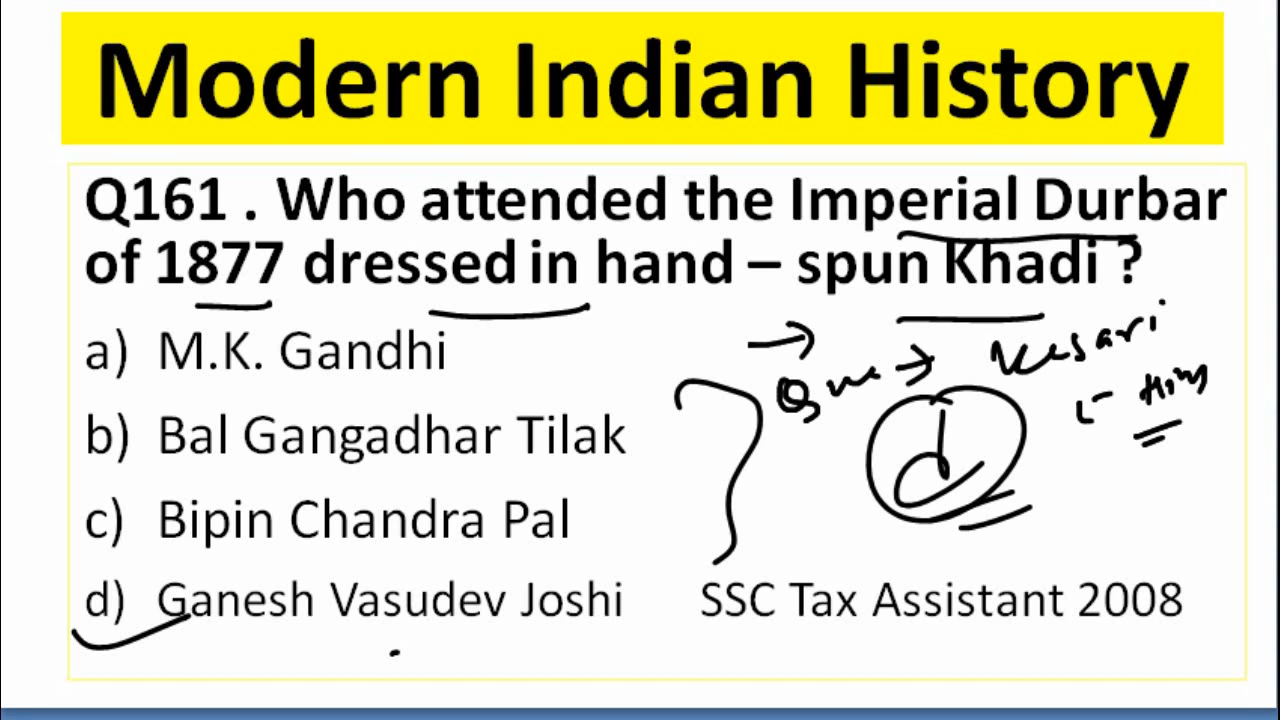 Modern Indian History
Q161 . Who attended the Imperial Durbar
of 1877 dressed in hand – spun Khadi ?
a) M.K. Gandhi
b) Bal Gangadhar Tilak
c) Bipin Chandra Pal
d) Ganesh Vasudev Joshi SSC Tax Assistant 2008
Kesari
d